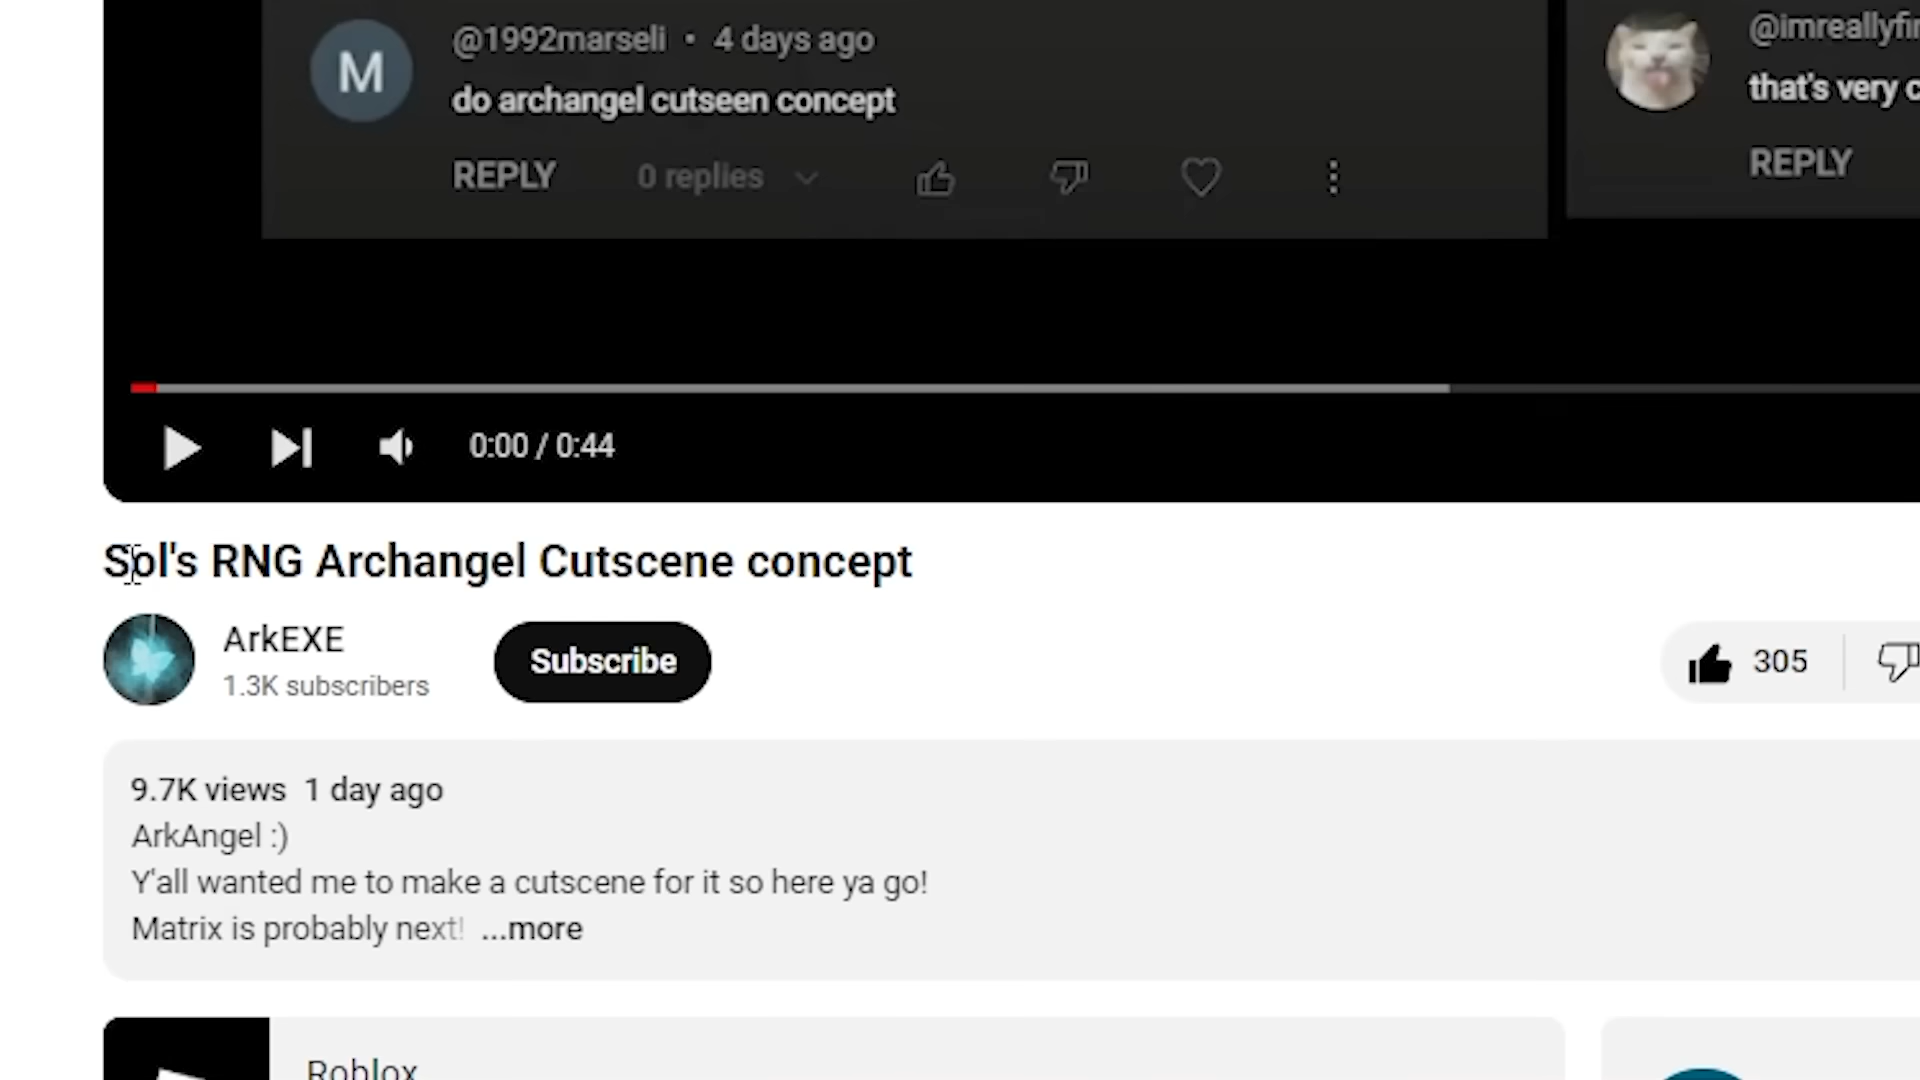 @1992marseli • 4 days ago
do archangel cutseen concept
REPLY 0 replies
@imreallyfir
that's very c
REPLY
0:00 / 0:44
Sol's RNG Archangel Cutscene concept
ArkEXE
1.3K subscribers
Subscribe
305
9.7K views 1 day ago
ArkAngel :)
Y'all wanted me to make a cutscene for it so here ya go!
Matrix is probably next! ...more
Roblox
M